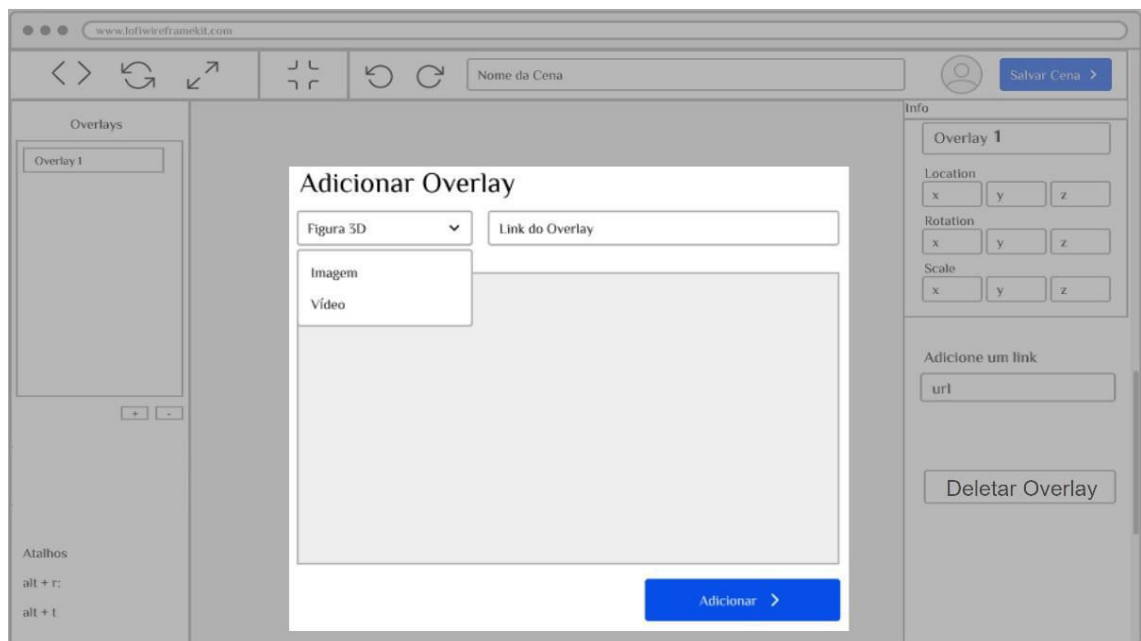 www.lofiwireframekit.com
Nome da Cena
Salvar Cena
Overlays
Overlay 1
Adicionar Overlay
Figura 3D
Link do Overlay
Imagem
Vídeo
Adicionar
Info
Overlay 1
Location
x y z
Rotation
x y z
Scale
x y z
Adicione um link
url
Deletar Overlay
+ -
Atalhos
alt + r:
alt + t